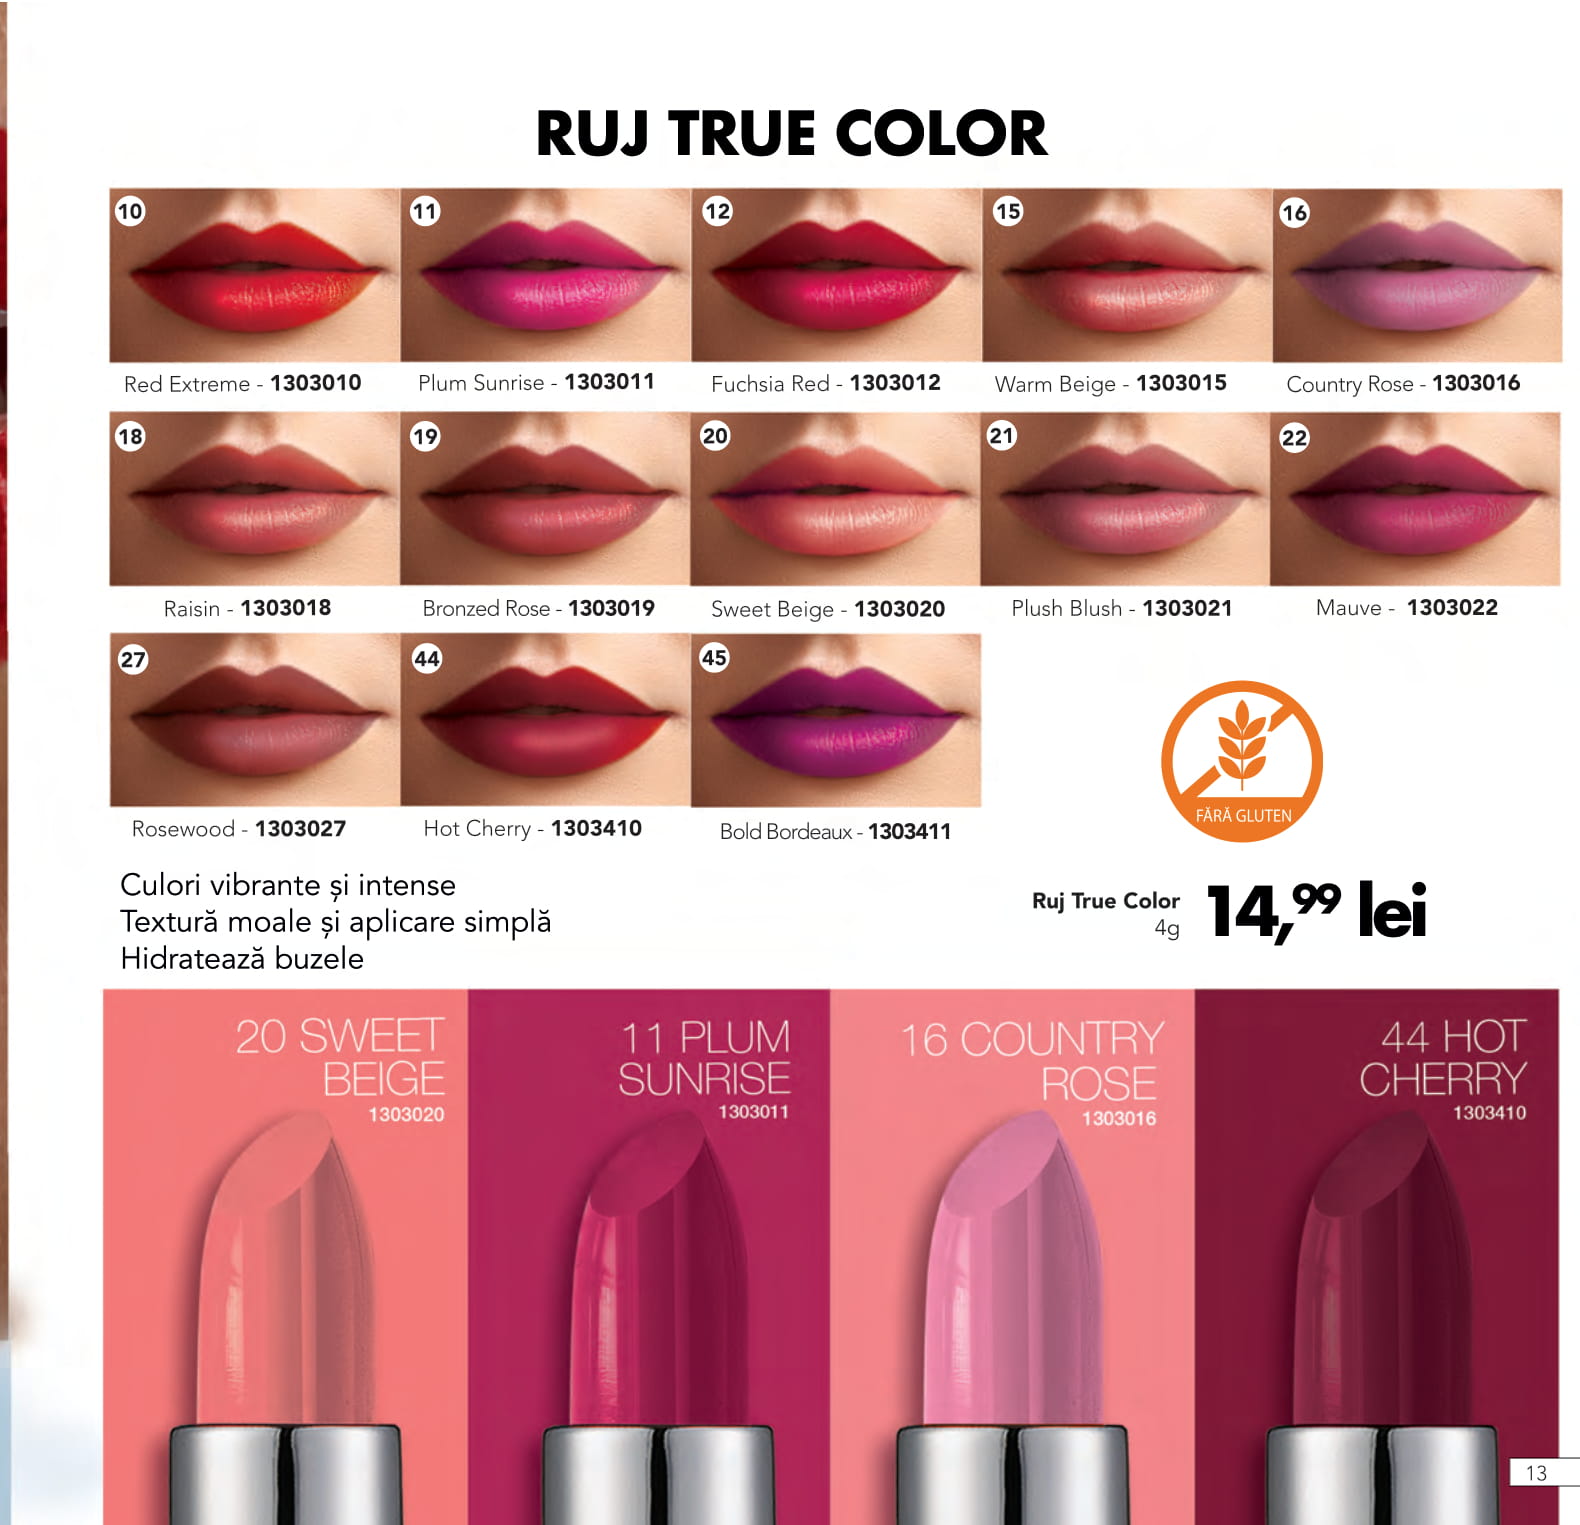 RUJ TRUE COLOR
10
11
12
15
16
Red Extreme - 1303010
Plum Sunrise - 1303011
Fuchsia Red - 1303012
Warm Beige - 1303015
Country Rose - 1303016
18
19
20
21
22
Raisin - 1303018
Bronzed Rose - 1303019
Sweet Beige - 1303020
Plush Blush - 1303021
Mauve - 1303022
27
44
45
Rosewood - 1303027
Hot Cherry - 1303410
Bold Bordeaux - 1303411
FĂRĂ GLUTEN
Culori vibrante și intense
Textură moale și aplicare simplă
Hidratează buzele
Ruj True Color
4g
14,99 lei
20 SWEET
BEIGE
1303020
11 PLUM
SUNRISE
1303011
16 COUNTRY
ROSE
1303016
44 HOT
CHERRY
1303410
13